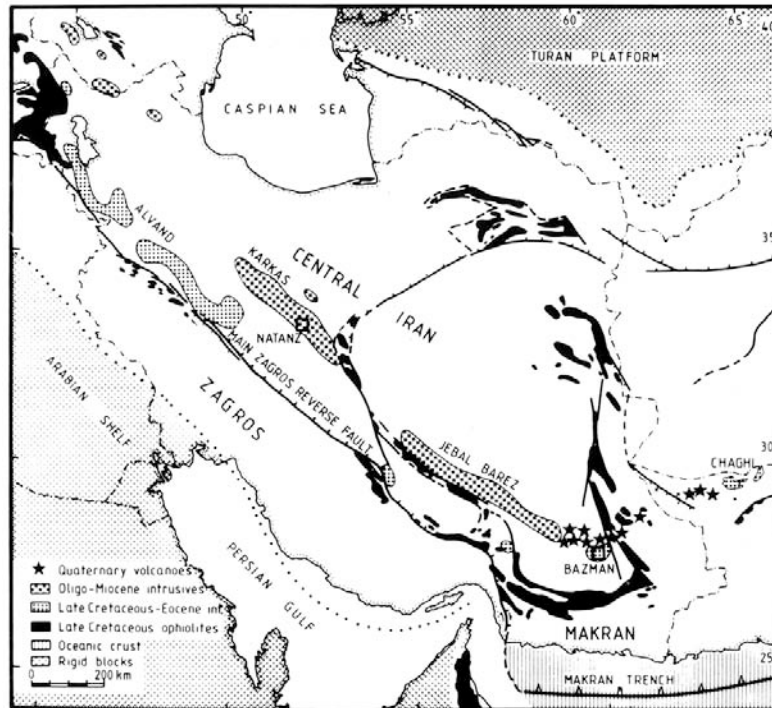 50
55
60
65
40
TURAN PLATFORM
CASPIAN SEA
ALVAND
35
KARKAS
CENTRAL
IRAN
NATANZ
MAIN ZAGROS REVERSE FAULT
ZAGROS
ARABIAN SHELF
JEBAL BAREZ
30
CHAGHI
PERSIAN GULF
BAZMAN
MAKRAN
25
MAKRAN TRENCH
Quaternary volcanoes
Oligo-Miocene intrusives
Late Cretaceous-Eocene int
Late Cretaceous ophiolites
Oceanic crust
Rigid blocks
0 200 km